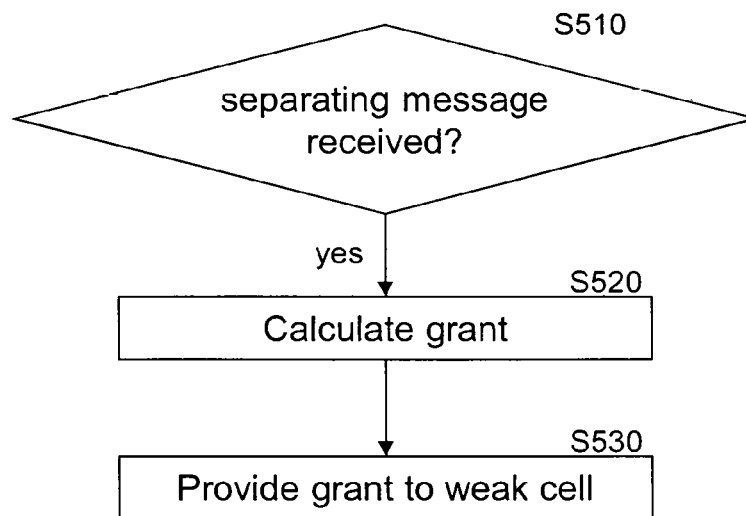 S510
separating message
received?
yes
S520
Calculate grant
S530
Provide grant to weak cell